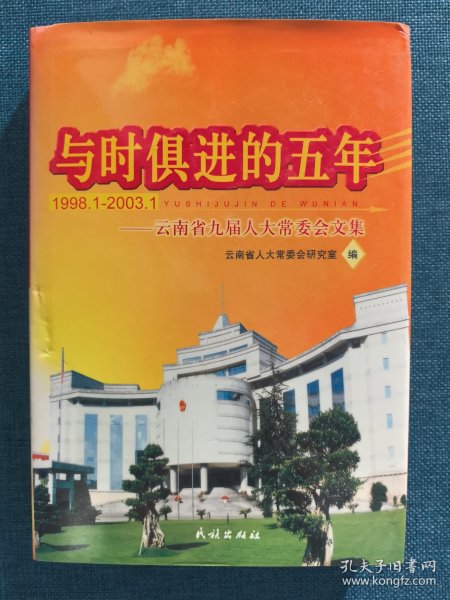 与时俱进的五年
1998.1-2003.1 YUSHIJUJIN DE WUNIAN
——云南省九届人大常委会文集
云南省人大常委会研究室 编
民族出版社
孔夫子旧书网
www.kongfz.com